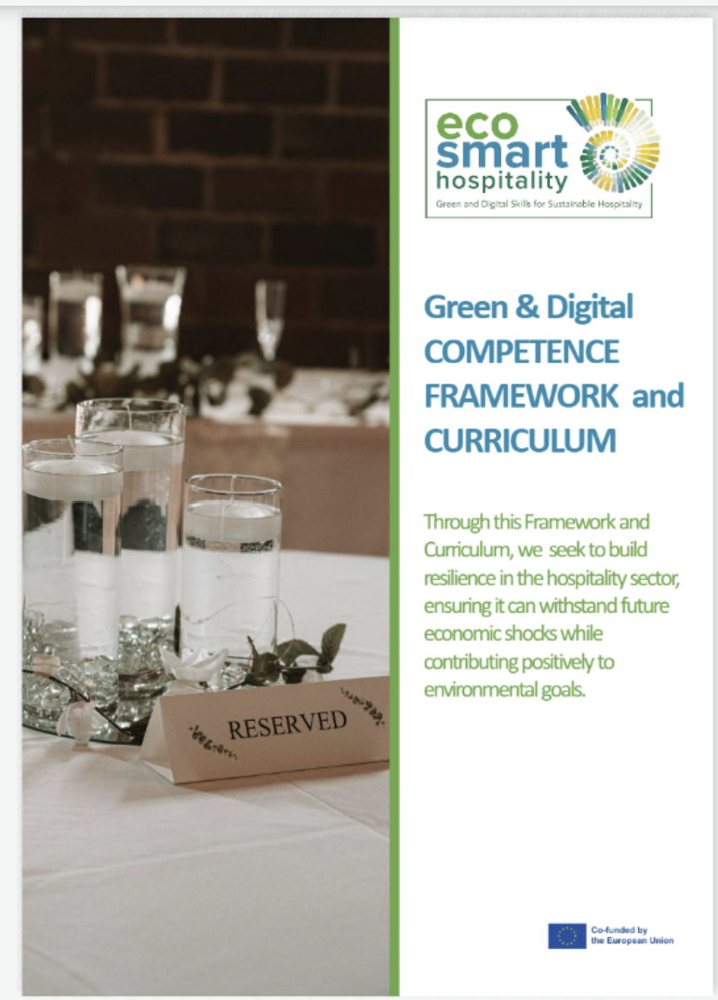 eco
smart
hospitality
Green and Digital Skills for Sustainable Hospitality
Green & Digital
COMPETENCE
FRAMEWORK and
CURRICULUM
Through this Framework and
Curriculum, we seek to build
resilience in the hospitality sector,
ensuring it can withstand future
economic shocks while
contributing positively to
environmental goals.
RESERVED
Co-funded by
the European Union